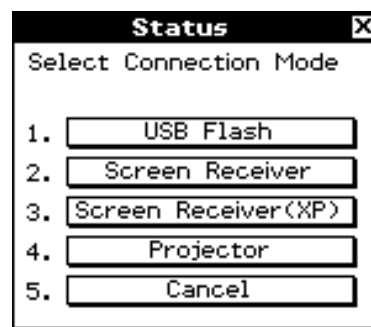 Status X
Select Connection Mode
1. USB Flash
2. Screen Receiver
3. Screen Receiver(XP)
4. Projector
5. Cancel